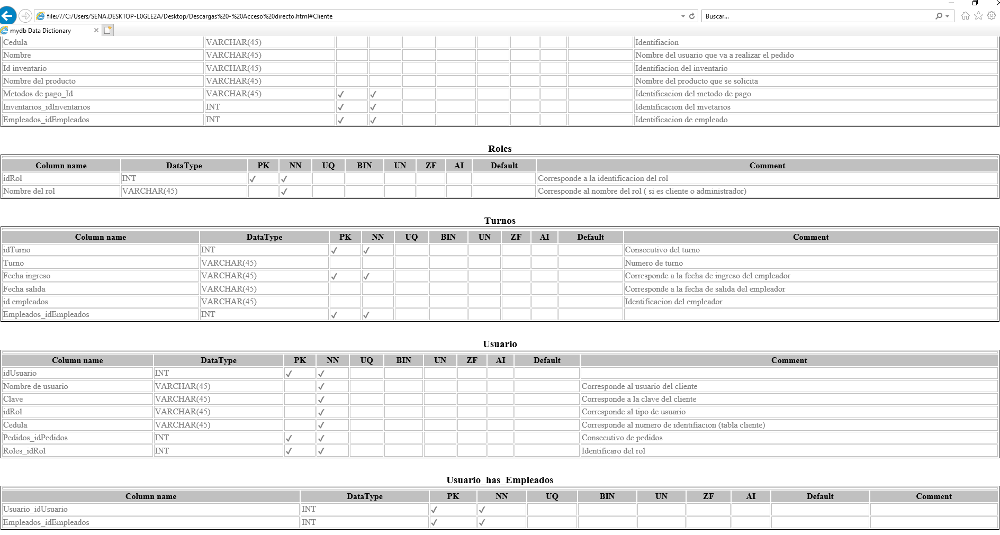 file:///C:/Users/SENA.DESKTOP-L0GLE2A/Desktop/Descargas%20-%20Acceso%20directo.html#Cliente Buscar...
mydb Data Dictionary
Cedula VARCHAR(45) Identifiacion
Nombre VARCHAR(45) Nombre del usuario que va a realizar el pedido
Id inventario VARCHAR(45) Identifiacion del inventario
Nombre del producto VARCHAR(45) Nombre del producto que se solicita
Metodos de pago_Id VARCHAR(45) ✓ ✓ Identificacion del metodo de pago
Inventarios_idInventarios INT ✓ ✓ Identificacion del invetarios
Empleados_idEmpleados INT ✓ ✓ Identificacion de empleado
Roles
Column name DataType PK NN UQ BIN UN ZF AI Default Comment
idRol INT ✓ ✓ Corresponde a la identificacion del rol
Nombre del rol VARCHAR(45) ✓ Corresponde al nombre del rol ( si es cliente o administrador)
Turnos
Column name DataType PK NN UQ BIN UN ZF AI Default Comment
idTurno INT ✓ ✓ Consecutivo del turno
Turno VARCHAR(45) Numero de turno
Fecha ingreso VARCHAR(45) ✓ ✓ Corresponde a la fecha de ingreso del empleador
Fecha salida VARCHAR(45) Corresponde a la fecha de salida del empleador
id empleados VARCHAR(45) Identificacion del empleador
Empleados_idEmpleados INT ✓ ✓
Usuario
Column name DataType PK NN UQ BIN UN ZF AI Default Comment
idUsuario INT ✓ ✓
Nombre de usuario VARCHAR(45) ✓ Corresponde al usuario del cliente
Clave VARCHAR(45) ✓ Corresponde a la clave del cliente
idRol VARCHAR(45) ✓ Corresponde al tipo de usuario
Cedula VARCHAR(45) ✓ Corresponde al numero de identifiacion (tabla cliente)
Pedidos_idPedidos INT ✓ ✓ Consecutivo de pedidos
Roles_idRol INT ✓ ✓ Identificaro del rol
Usuario_has_Empleados
Column name DataType PK NN UQ BIN UN ZF AI Default Comment
Usuario_idUsuario INT ✓ ✓
Empleados_idEmpleados INT ✓ ✓